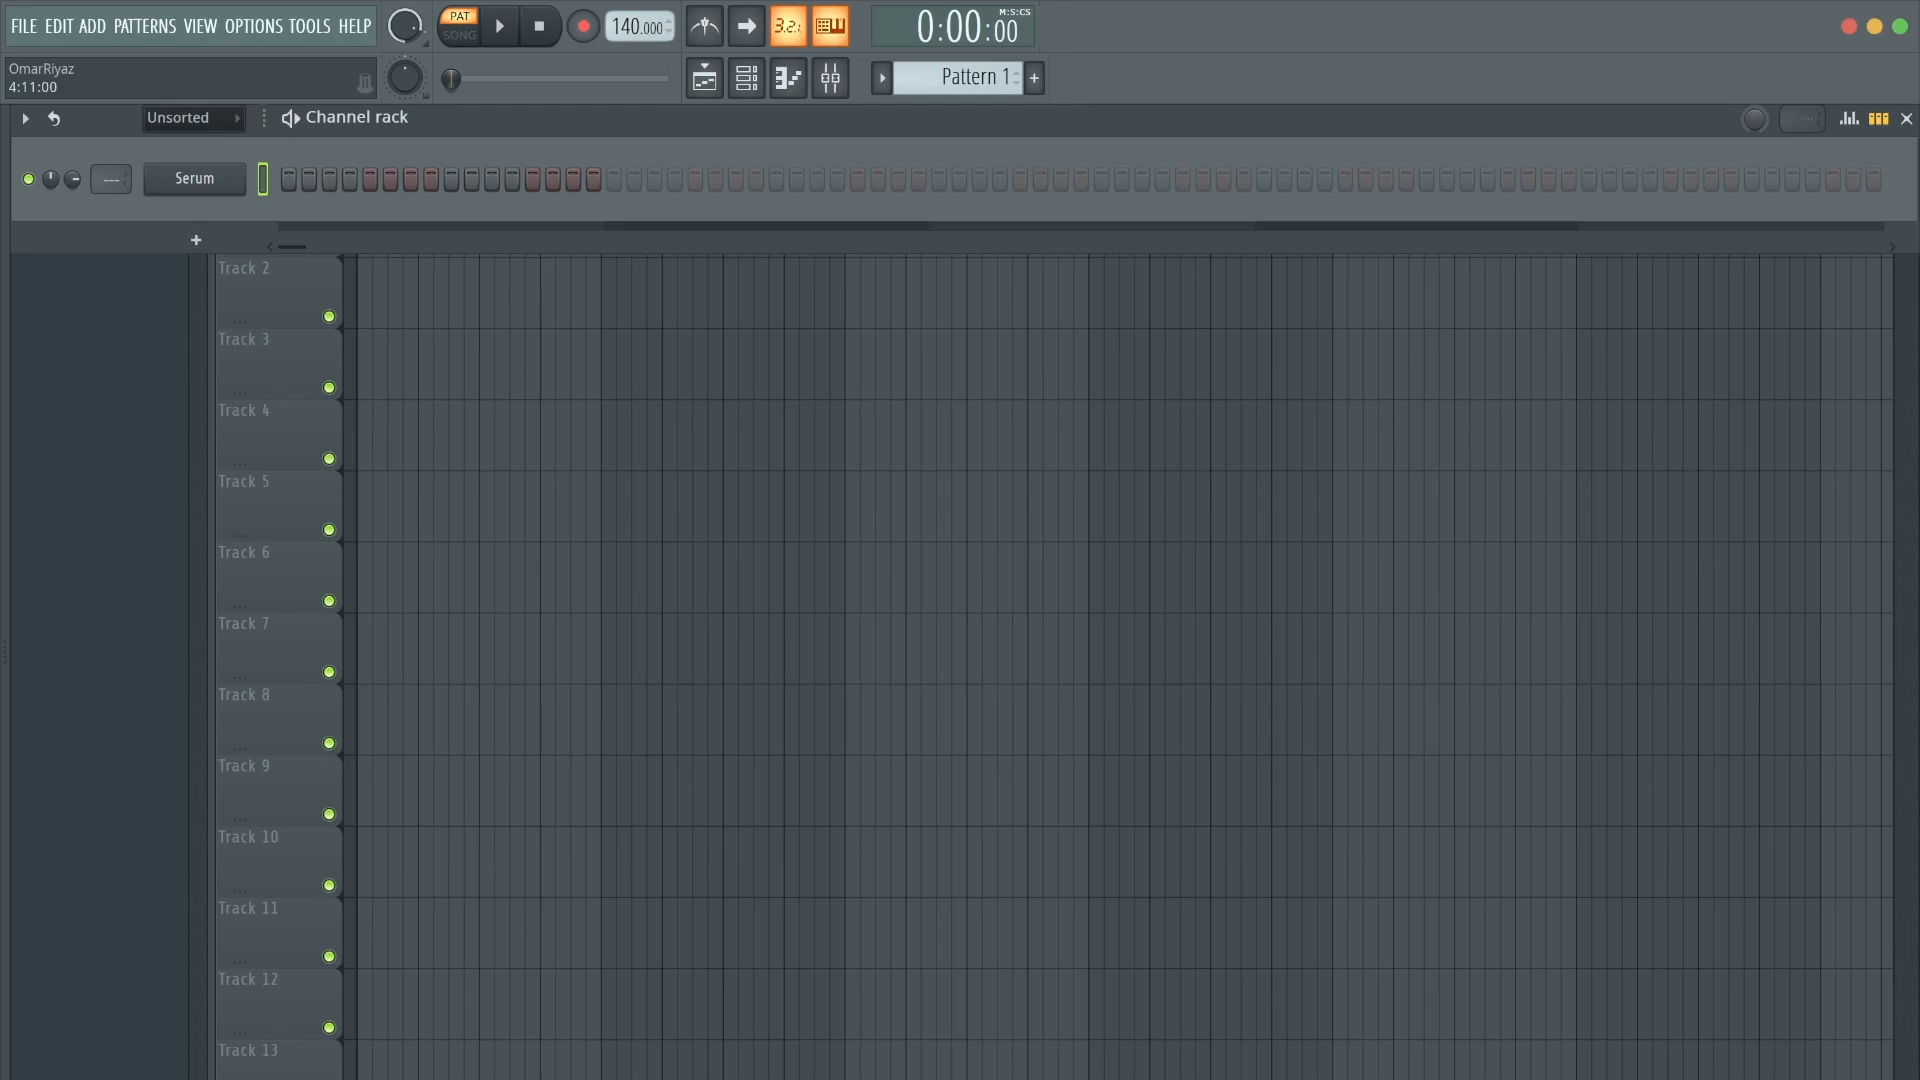 FILE EDIT ADD PATTERNS VIEW OPTIONS TOOLS HELP
PAT
SONG
140.000
3.2.
M:S:CS
0:00:00
OmarRiyaz
4:11:00
Pattern 1
+
Unsorted
Channel rack
---
Serum
+
Track 2
...
Track 3
...
Track 4
...
Track 5
...
Track 6
...
Track 7
...
Track 8
...
Track 9
...
Track 10
...
Track 11
...
Track 12
...
Track 13